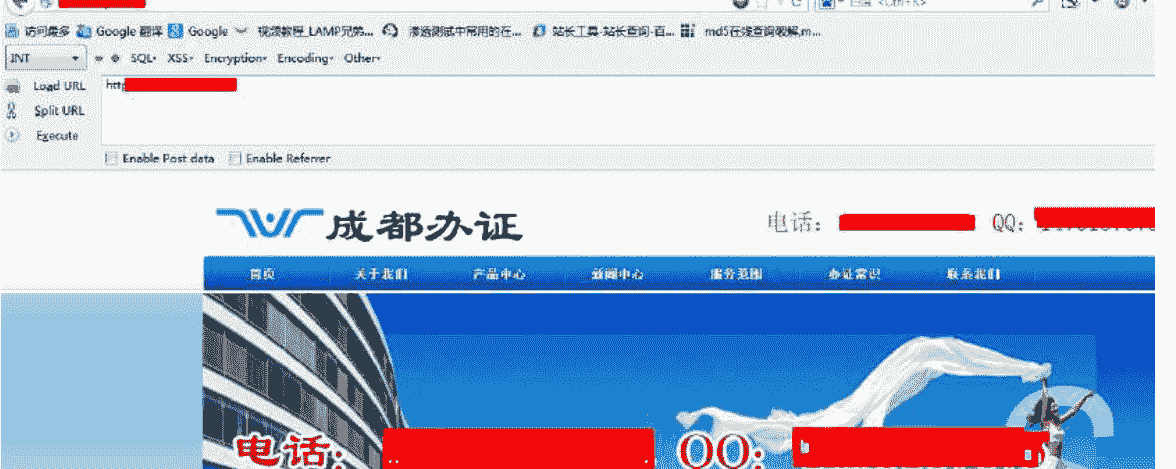 访问最多 Google 翻译 Google 视频教程_LAMP兄弟... 渗透测试中常用的在... 站长工具-站长查询-百... md5在线查询破解,m...
INT SQL XSS Encryption Encoding Other
Load URL htt
Split URL
Execute
Enable Post data Enable Referrer
成都办证 电话: QQ:
首页 关于我们 产品中心 新闻中心 服务范围 办证常识 联系我们
电话: QQ: